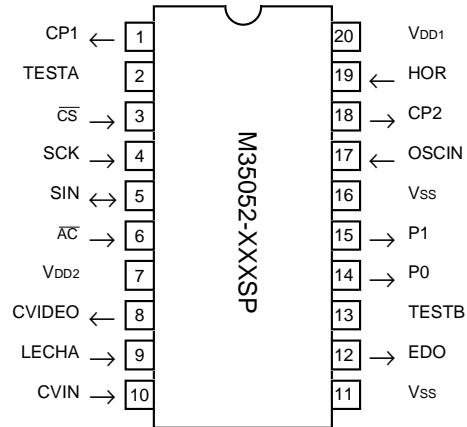 CP1 ← 1
TESTA 2
C̅S̅ → 3
SCK → 4
SIN ↔ 5
A̅C̅ → 6
VDD2 7
CVIDEO ← 8
LECHA → 9
CVIN → 10
M35052-XXXSP
20 VDD1
19 ← HOR
18 → CP2
17 ← OSCIN
16 VSS
15 → P1
14 → P0
13 TESTB
12 → EDO
11 VSS